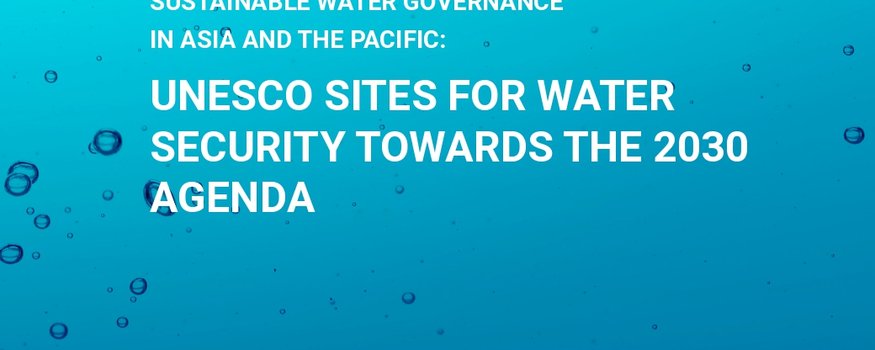 SUSTAINABLE WATER GOVERNANCE
IN ASIA AND THE PACIFIC:
UNESCO SITES FOR WATER
SECURITY TOWARDS THE 2030
AGENDA